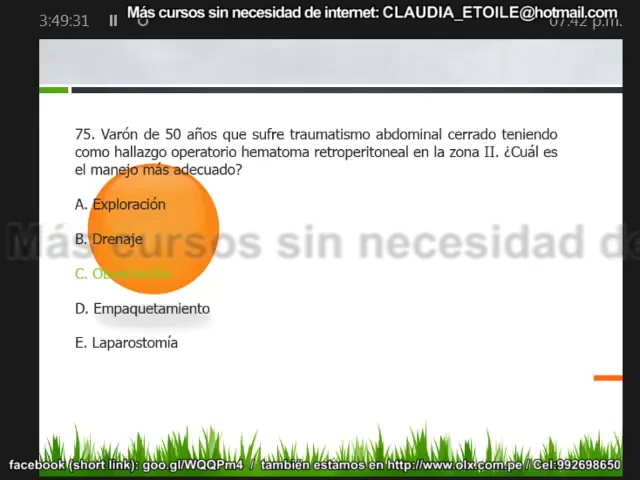 3:49:31
Más cursos sin necesidad de internet: CLAUDIA_ETOILE@hotmail.com
07:42 p.m.
75. Varón de 50 años que sufre traumatismo abdominal cerrado teniendo
como hallazgo operatorio hematoma retroperitoneal en la zona II. ¿Cuál es
el manejo más adecuado?
A. Exploración
B. Drenaje
Más cursos sin necesidad de
C. Observación
D. Empaquetamiento
E. Laparostomía
facebook (short link): goo.gl/WQQPm4 / también estamos en http://www.olx.com.pe / Cel:992698650